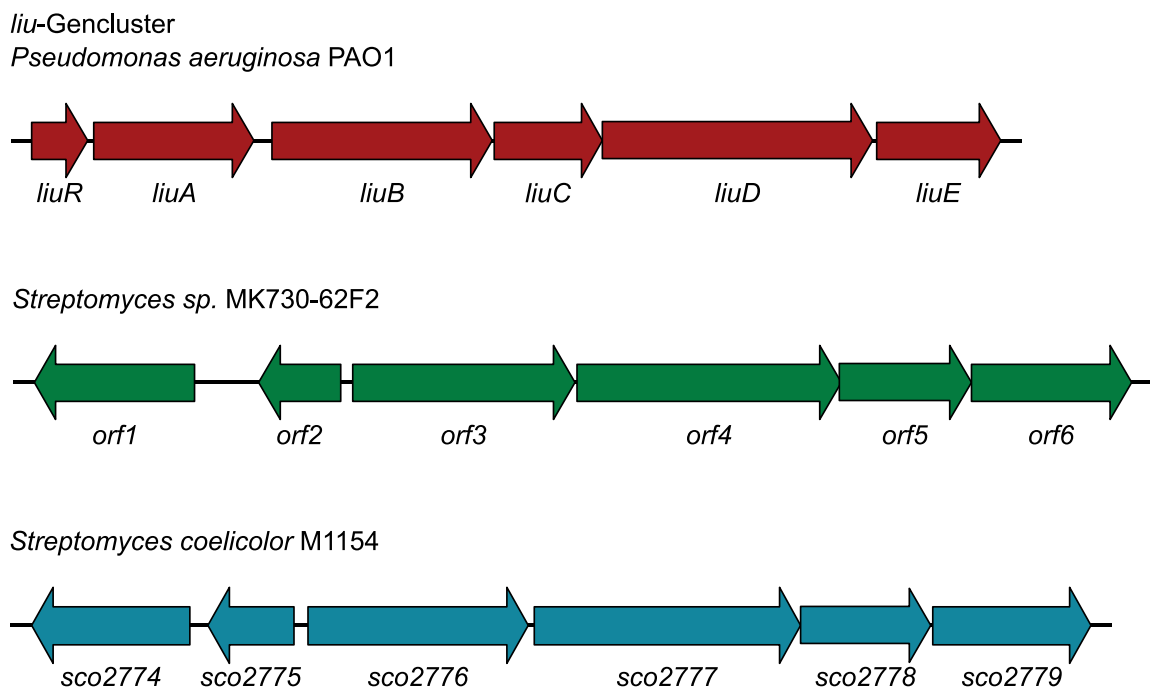 liu-Gencluster
Pseudomonas aeruginosa PAO1
liuR liuA liuB liuC liuD liuE
Streptomyces sp. MK730-62F2
orf1 orf2 orf3 orf4 orf5 orf6
Streptomyces coelicolor M1154
sco2774 sco2775 sco2776 sco2777 sco2778 sco2779